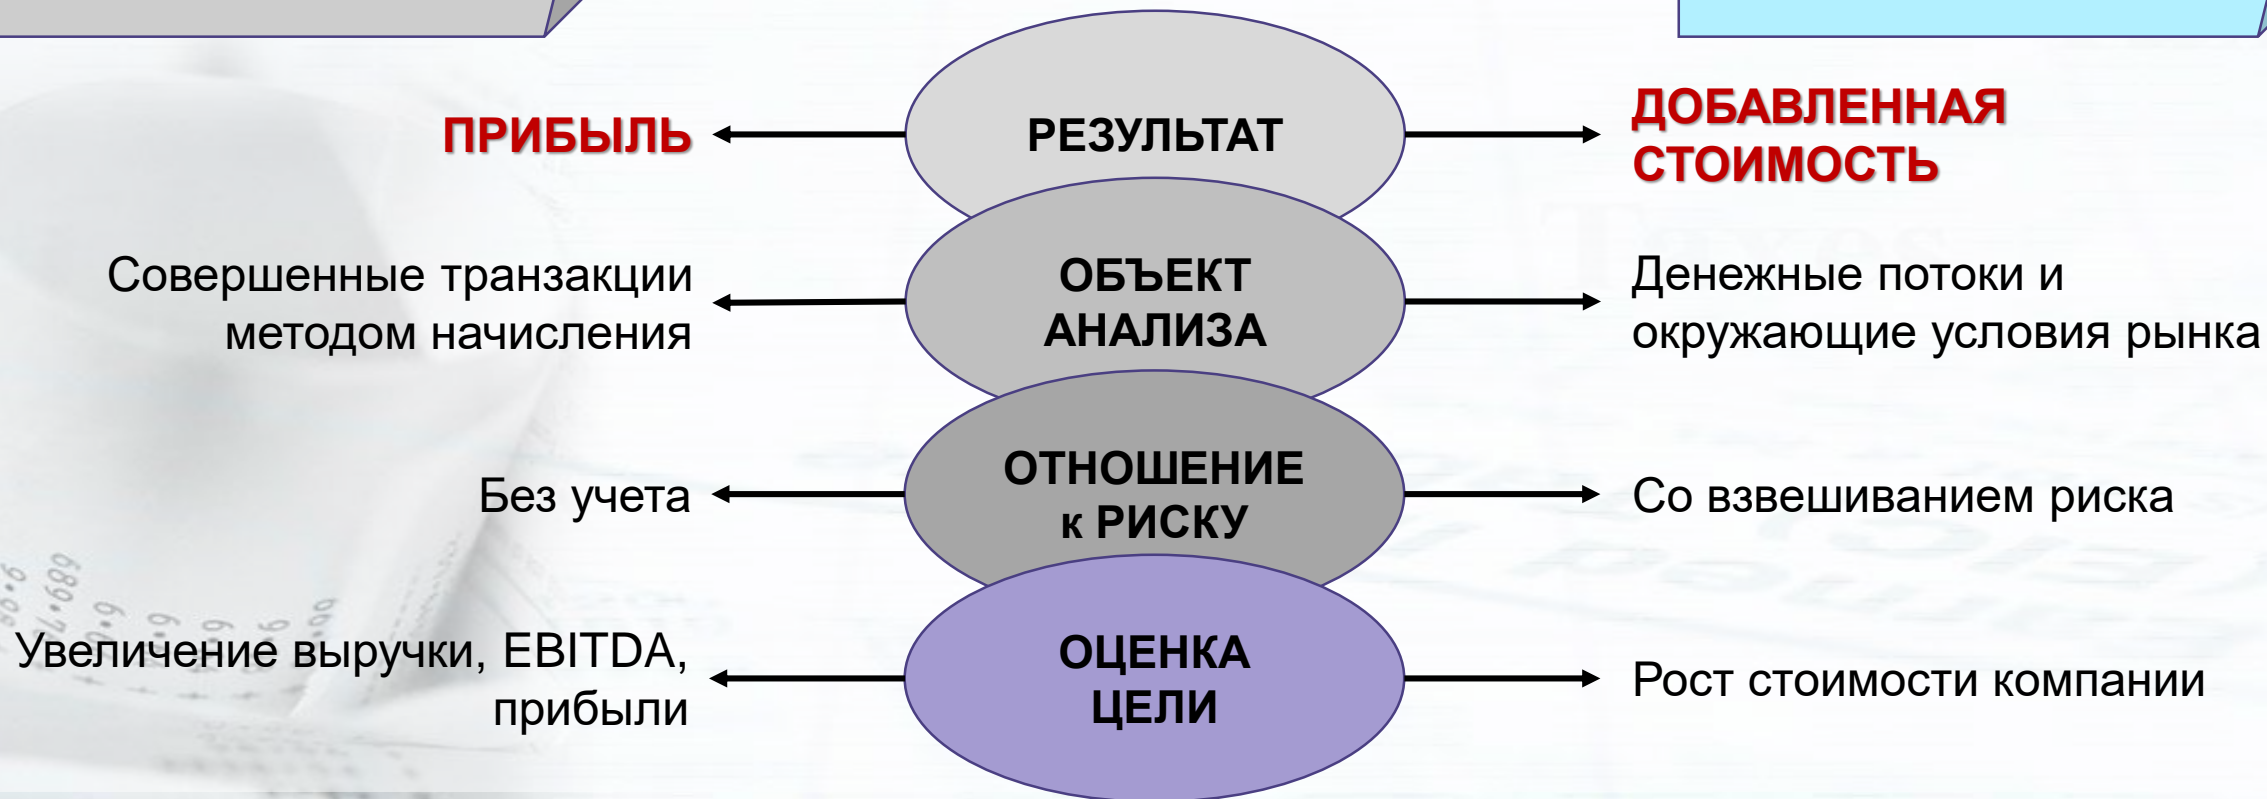 ПРИБЫЛЬ
РЕЗУЛЬТАТ
ДОБАВЛЕННАЯ
СТОИМОСТЬ
Совершенные транзакции
методом начисления
ОБЪЕКТ
АНАЛИЗА
Денежные потоки и
окружающие условия рынка
Без учета
ОТНОШЕНИЕ
к РИСКУ
Со взвешиванием риска
Увеличение выручки, EBITDA,
прибыли
ОЦЕНКА
ЦЕЛИ
Рост стоимости компании